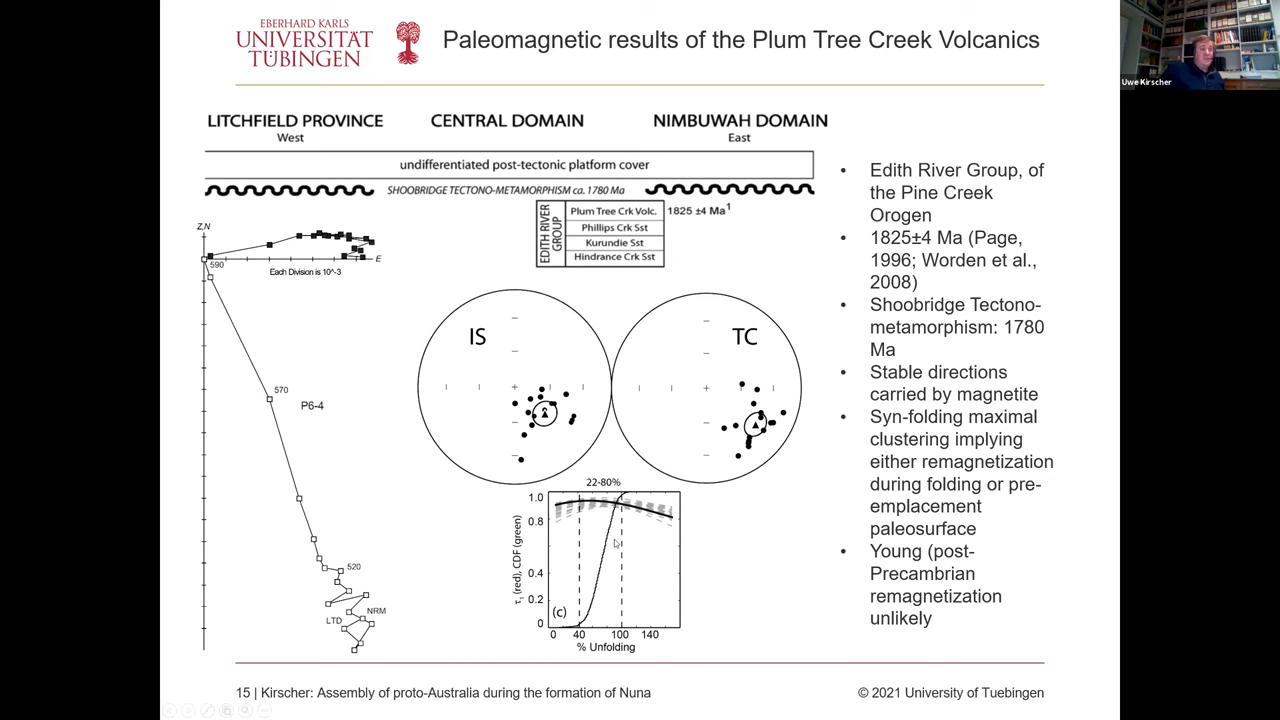 EBERHARD KARLS
UNIVERSITÄT
TÜBINGEN
Paleomagnetic results of the Plum Tree Creek Volcanics
Uwe Kirscher
LITCHFIELD PROVINCE
West
CENTRAL DOMAIN
NIMBUWAH DOMAIN
East
undifferentiated post-tectonic platform cover
SHOOBRIDGE TECTONO-METAMORPHISM ca. 1780 Ma
EDITH RIVER
GROUP
Plum Tree Crk Volc.
1825 ±4 Ma1
Phillips Crk Sst
Kurundie Sst
Hindrance Crk Sst
Z,N
590
E
Each Division is 10^-3
570
P6-4
520
NRM
LTD
IS
TC
22-80%
1.0
0.8
0.4
0.2
0
40
100
140
τ1 (red), CDF (green)
(c)
% Unfolding
• Edith River Group, of
the Pine Creek
Orogen
• 1825±4 Ma (Page,
1996; Worden et al.,
2008)
• Shoobridge Tectono-
metamorphism: 1780
Ma
• Stable directions
carried by magnetite
• Syn-folding maximal
clustering implying
either remagnetization
during folding or pre-
emplacement
paleosurface
• Young (post-
Precambrian
remagnetization
unlikely
15 | Kirscher: Assembly of proto-Australia during the formation of Nuna
© 2021 University of Tuebingen